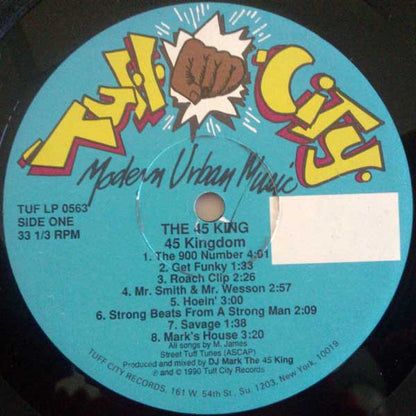 Tuff City
Modern Urban Music
TUF LP 0563
SIDE ONE
33 1/3 RPM
THE 45 KING
45 Kingdom
1. The 900 Number 4:01
2. Get Funky 1:33
3. Roach Clip 2:26
4. Mr. Smith & Mr. Wesson 2:57
5. Hoein' 3:00
6. Strong Beats From A Strong Man 2:09
7. Savage 1:38
8. Mark's House 3:20
All songs by M. James
Street Tuff Tunes (ASCAP)
Produced and mixed by DJ Mark The 45 King
℗ and © 1990 Tuff City Records
TUFF CITY RECORDS, 161 W. 54th St., Su. 1203, New York, 10019